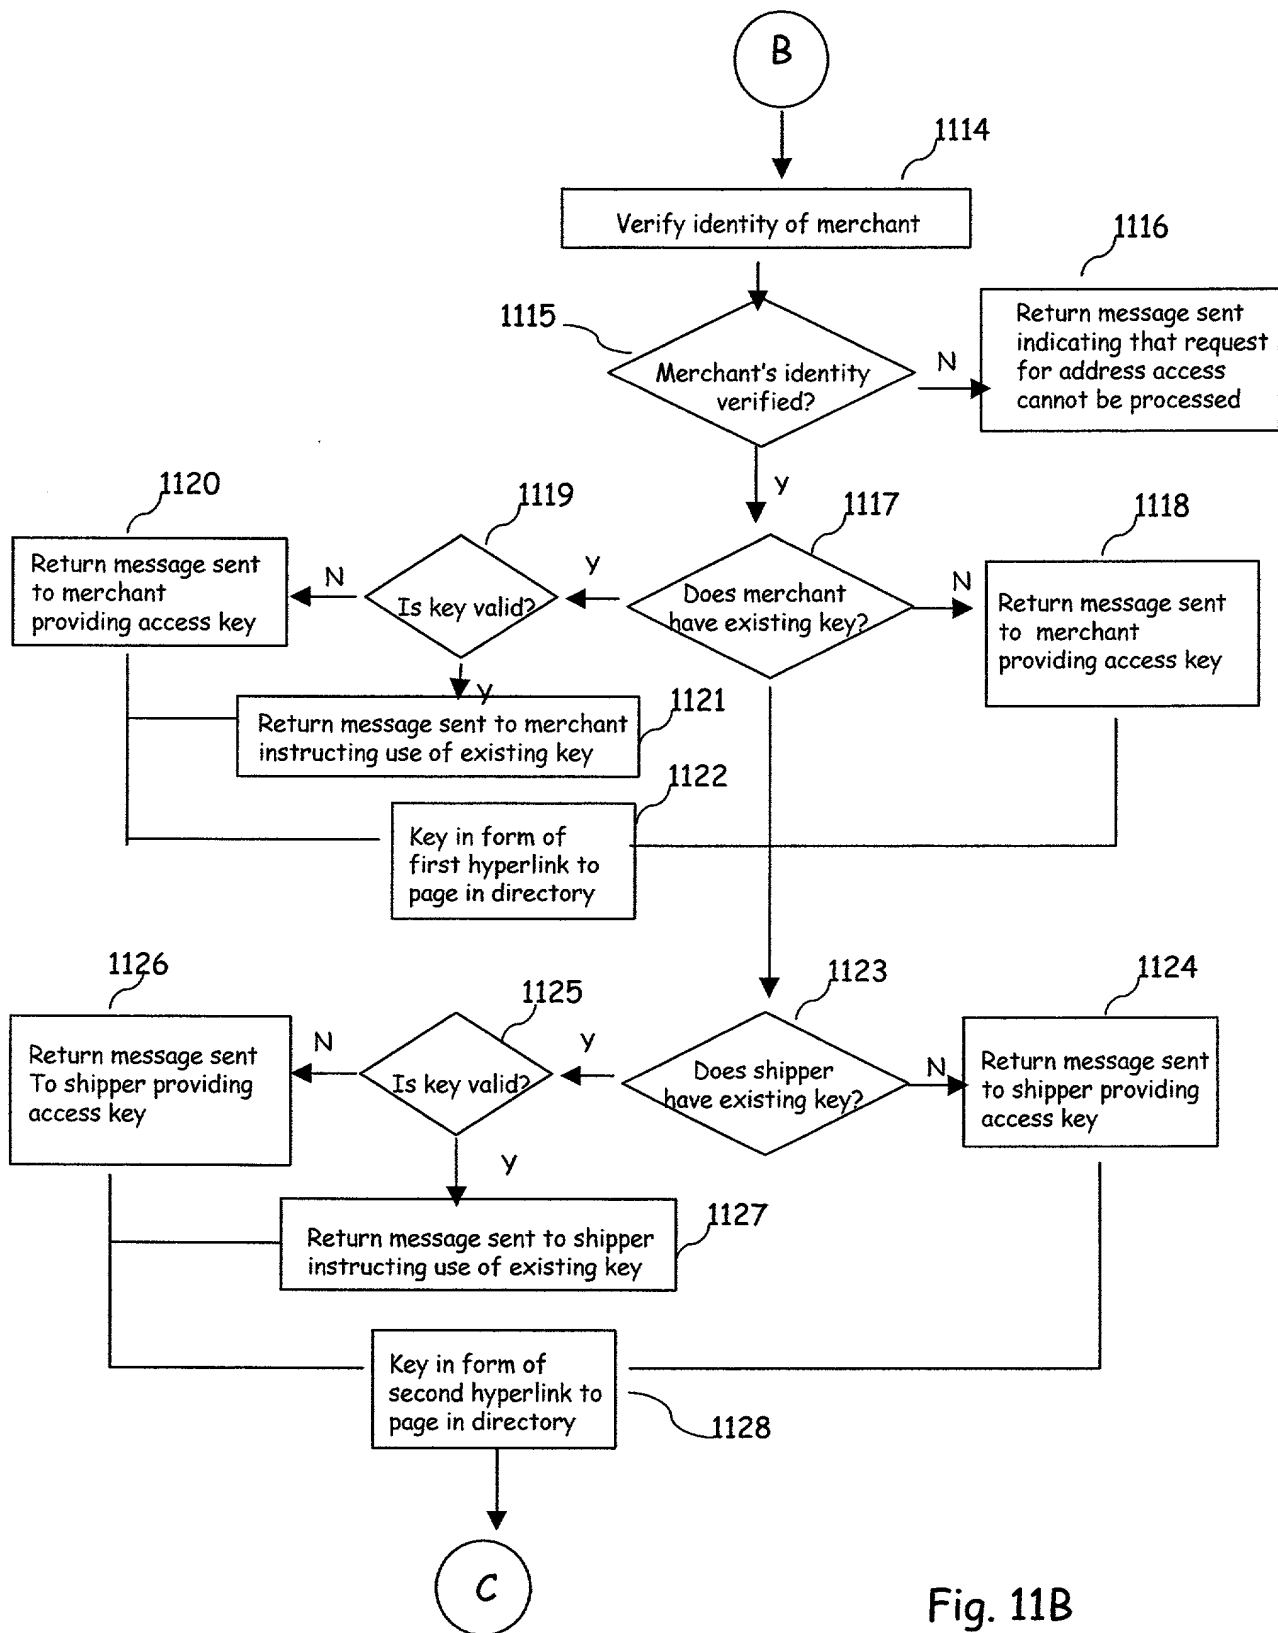 B
1114
Verify identity of merchant
1116
1115
Return message sent
indicating that request
for address access
cannot be processed
Merchant's identity
verified?
N
Y
1120
1119
1117
1118
Return message sent
to merchant
providing access key
N
Is key valid?
Y
Does merchant
have existing key?
N
Return message sent
to merchant
providing access key
Y
1121
Return message sent to merchant
instructing use of existing key
1122
Key in form of
first hyperlink to
page in directory
1126
1125
1123
1124
Return message sent
To shipper providing
access key
N
Is key valid?
Y
Does shipper
have existing key?
N
Return message sent
to shipper providing
access key
Y
1127
Return message sent to shipper
instructing use of existing key
Key in form of
second hyperlink to
page in directory
1128
C
Fig. 11B